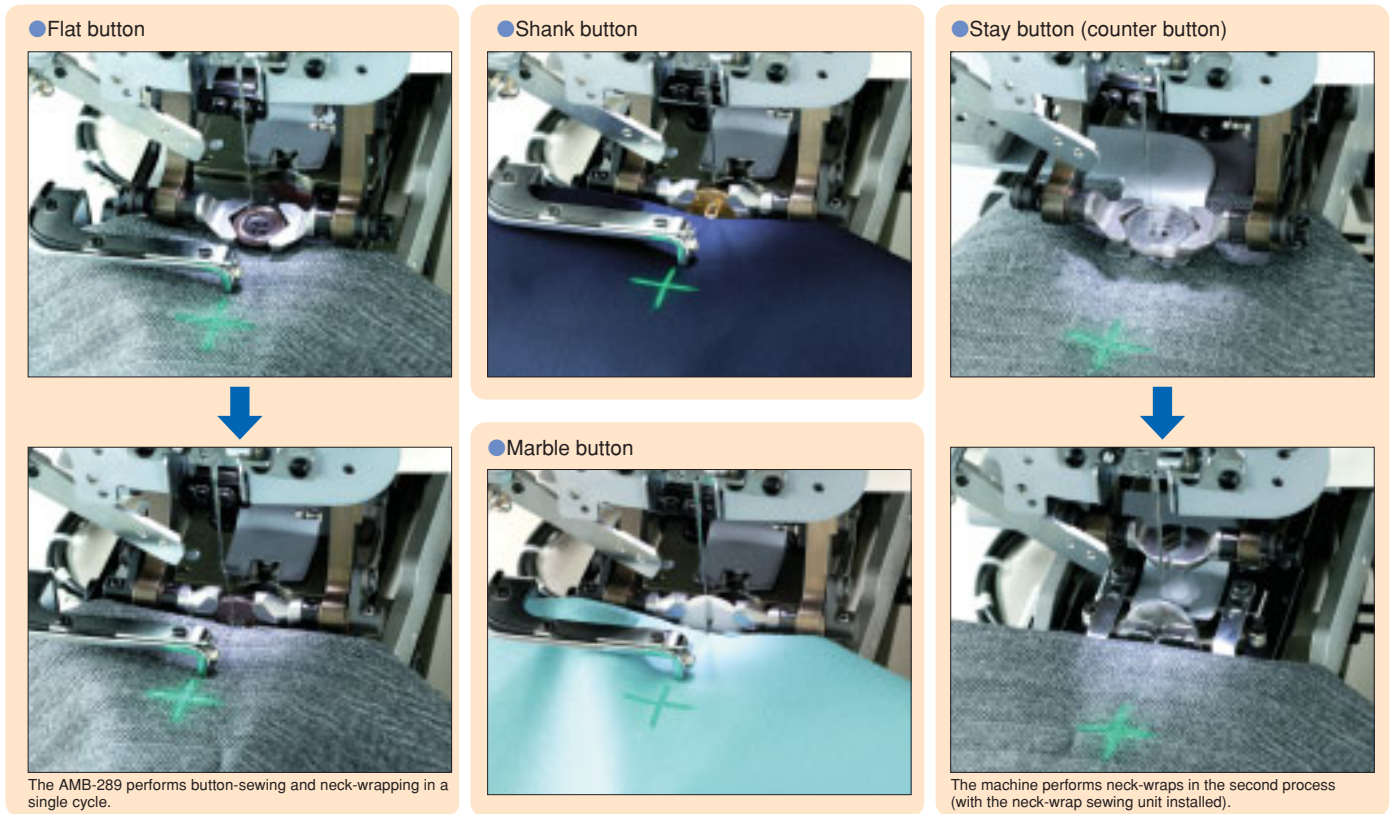 ●Flat button
The AMB-289 performs button-sewing and neck-wrapping in a
single cycle.
●Shank button
●Marble button
●Stay button (counter button)
The machine performs neck-wraps in the second process
(with the neck-wrap sewing unit installed).